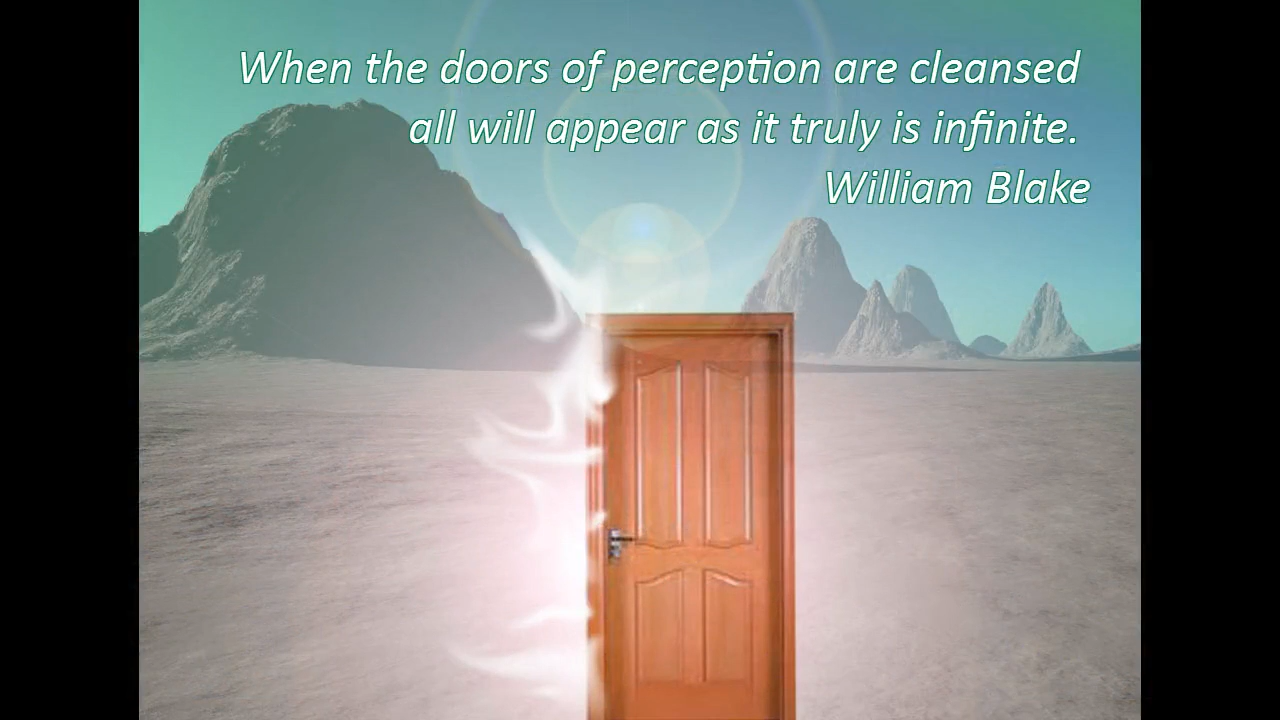 When the doors of perception are cleansed
all will appear as it truly is infinite.
William Blake